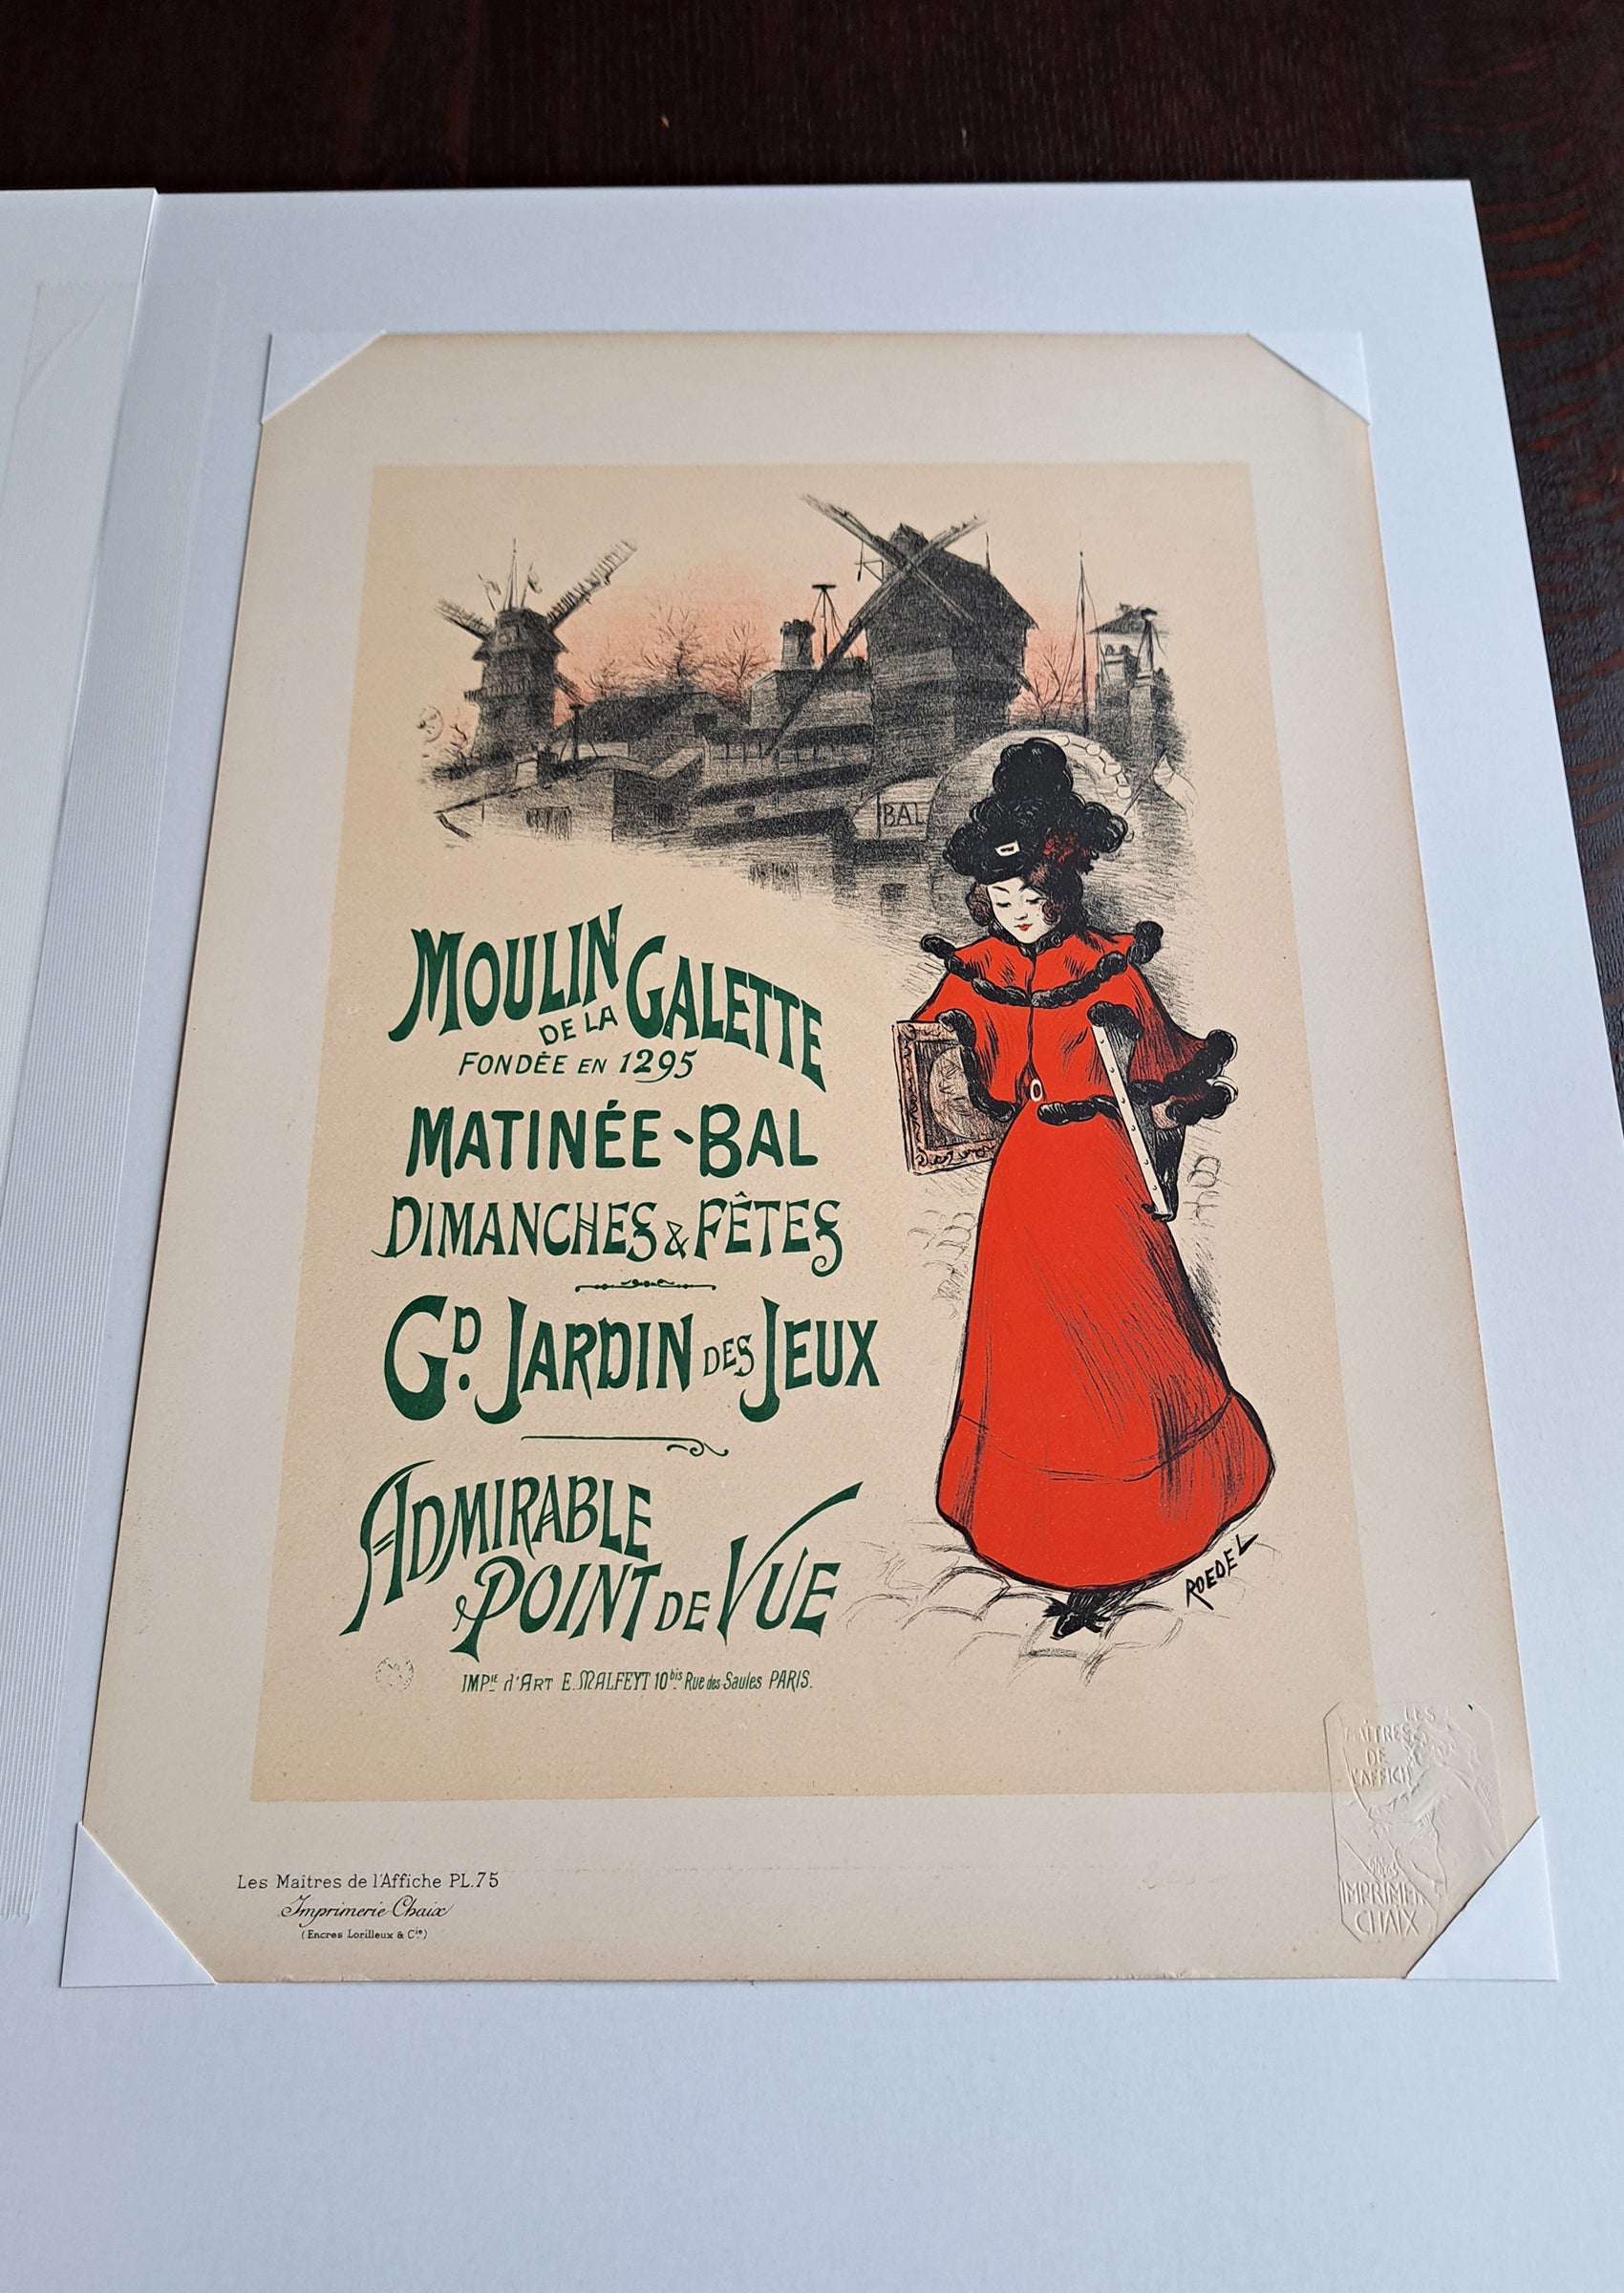 BAL
MOULIN
DE LA GALETTE
FONDÉE EN 1295
MATINÉE-BAL
DIMANCHES & FÊTES
GD. JARDIN DES JEUX
ADMIRABLE
POINT DE VUE
ROEDEL
IMPIE d'ART E. MALFEYT 10bis Rue des Saules PARIS.
LES
MAITRES
DE
L'AFFICH
Les Maitres de l'Affiche PL.75
Imprimerie Chaix
(Encres Lorilleux & Cie)
IMPRIMERI
CHAIX